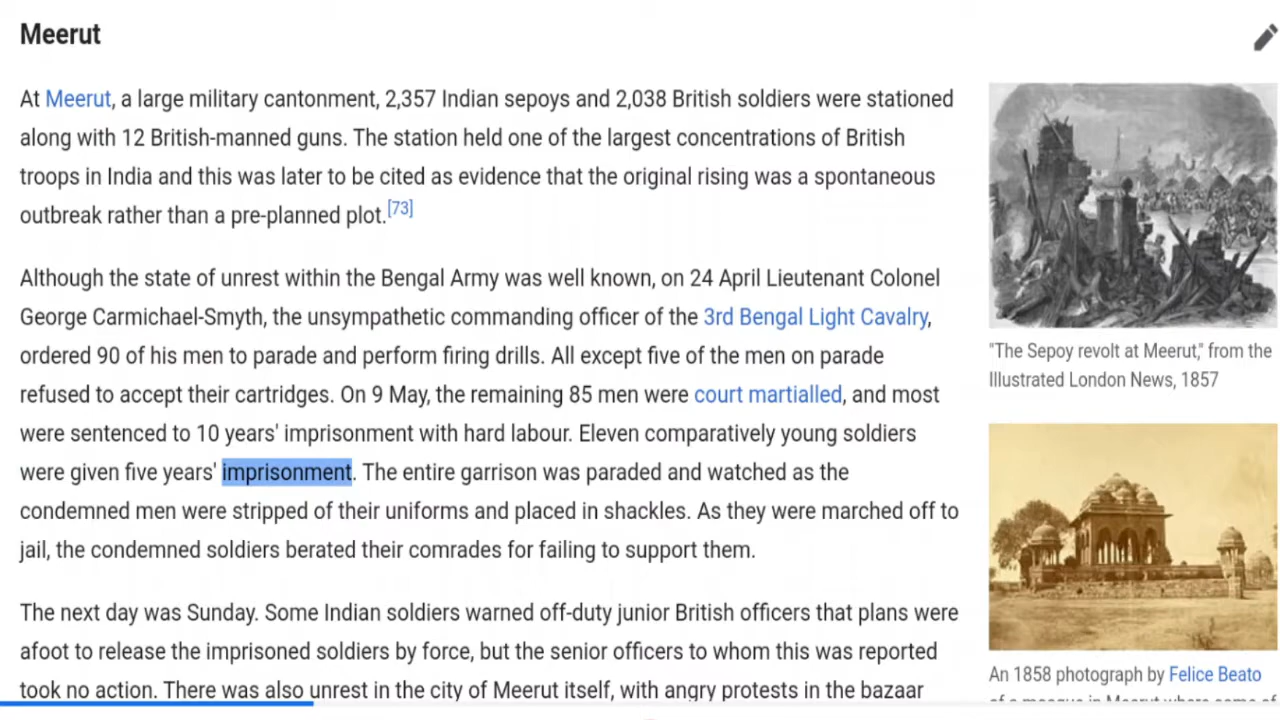 Meerut
At Meerut, a large military cantonment, 2,357 Indian sepoys and 2,038 British soldiers were stationed
along with 12 British-manned guns. The station held one of the largest concentrations of British
troops in India and this was later to be cited as evidence that the original rising was a spontaneous
outbreak rather than a pre-planned plot.[73]
Although the state of unrest within the Bengal Army was well known, on 24 April Lieutenant Colonel
George Carmichael-Smyth, the unsympathetic commanding officer of the 3rd Bengal Light Cavalry,
ordered 90 of his men to parade and perform firing drills. All except five of the men on parade
refused to accept their cartridges. On 9 May, the remaining 85 men were court martialled, and most
were sentenced to 10 years' imprisonment with hard labour. Eleven comparatively young soldiers
were given five years' imprisonment. The entire garrison was paraded and watched as the
condemned men were stripped of their uniforms and placed in shackles. As they were marched off to
jail, the condemned soldiers berated their comrades for failing to support them.
The next day was Sunday. Some Indian soldiers warned off-duty junior British officers that plans were
afoot to release the imprisoned soldiers by force, but the senior officers to whom this was reported
took no action. There was also unrest in the city of Meerut itself, with angry protests in the bazaar
"The Sepoy revolt at Meerut," from the
Illustrated London News, 1857
An 1858 photograph by Felice Beato
of a mosque in Meerut where some of